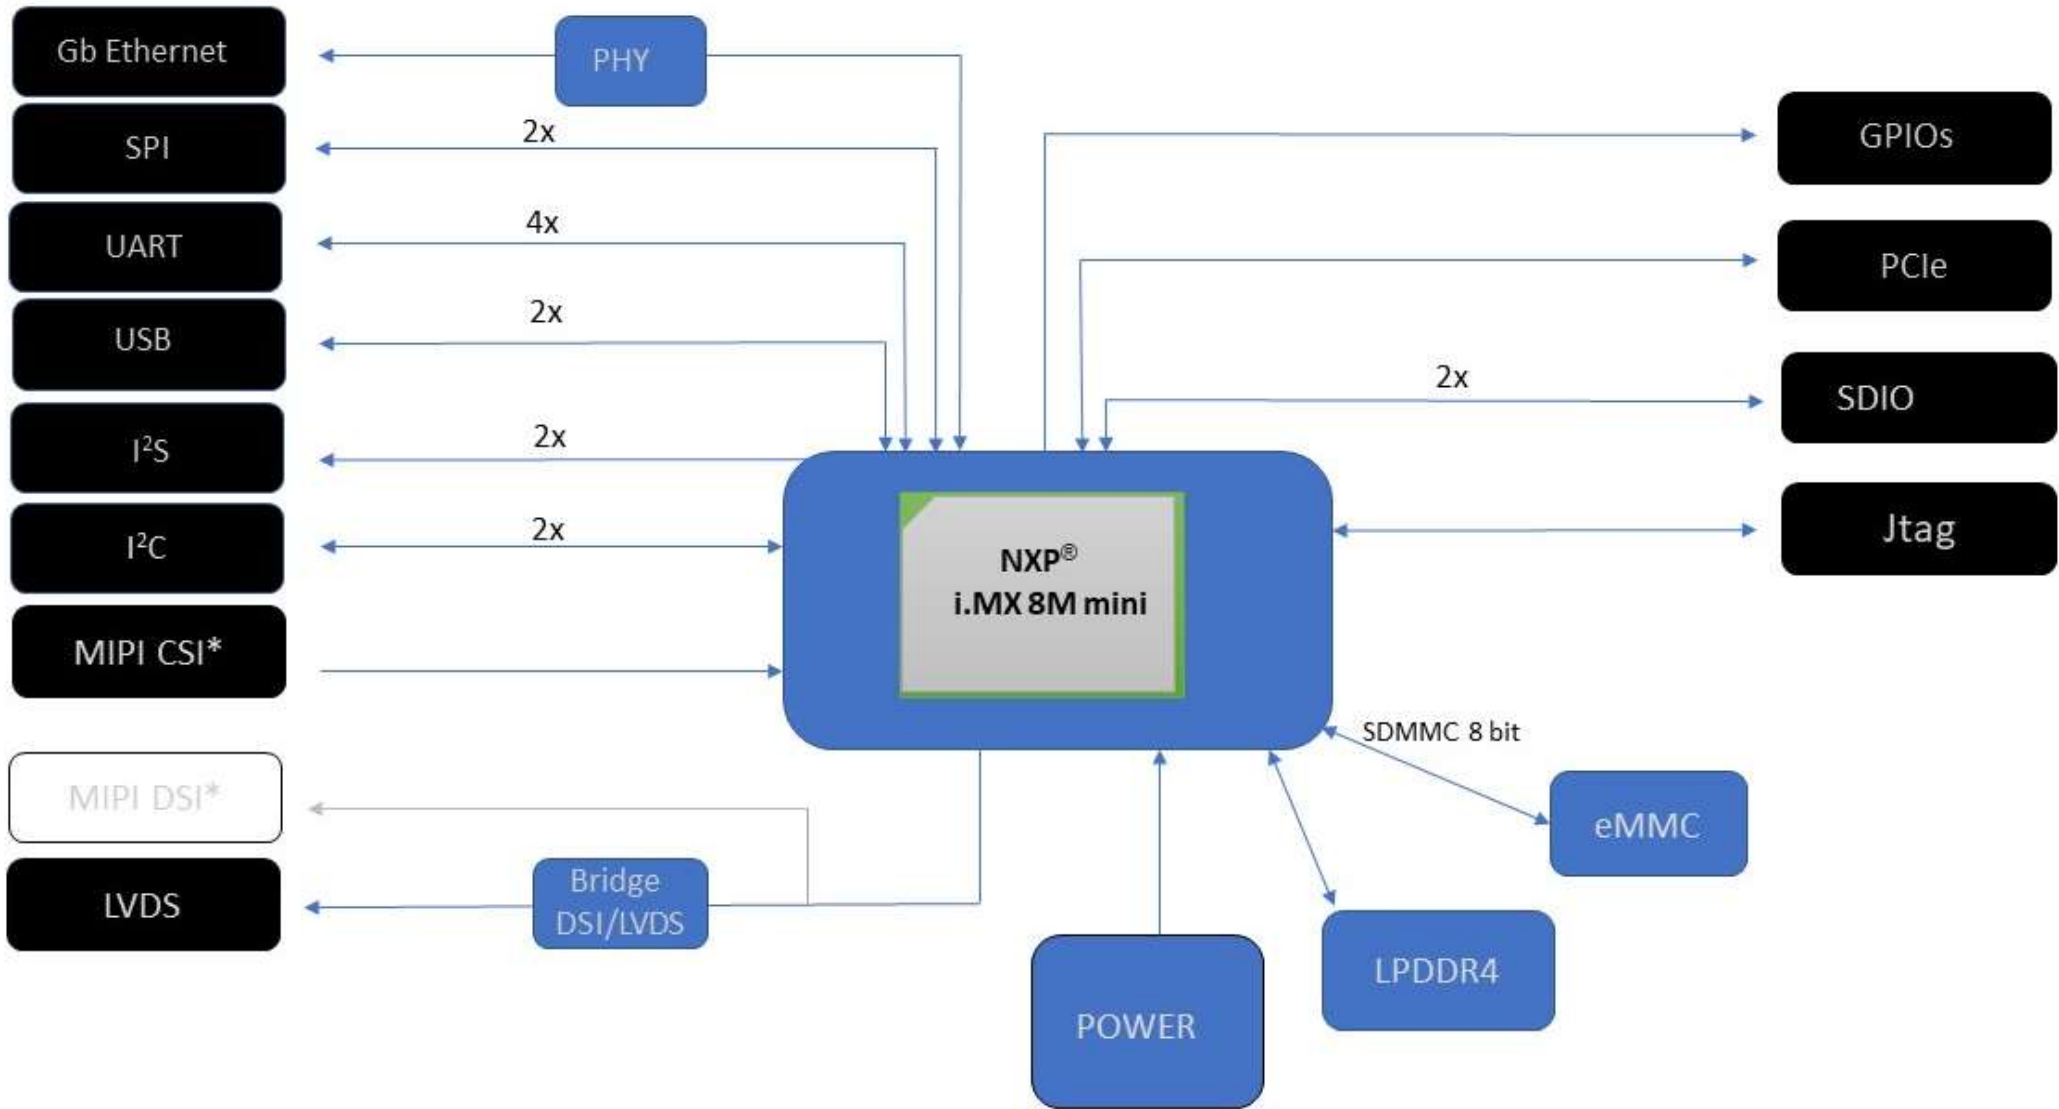 Gb Ethernet
PHY
SPI
2x
GPIOs
UART
4x
PCIe
USB
2x
SDIO
2x
I²S
2x
I²C
2x
Jtag
NXP®
i.MX 8M mini
MIPI CSI*
SDMMC 8 bit
MIPI DSI*
eMMC
LVDS
Bridge
DSI/LVDS
LPDDR4
POWER